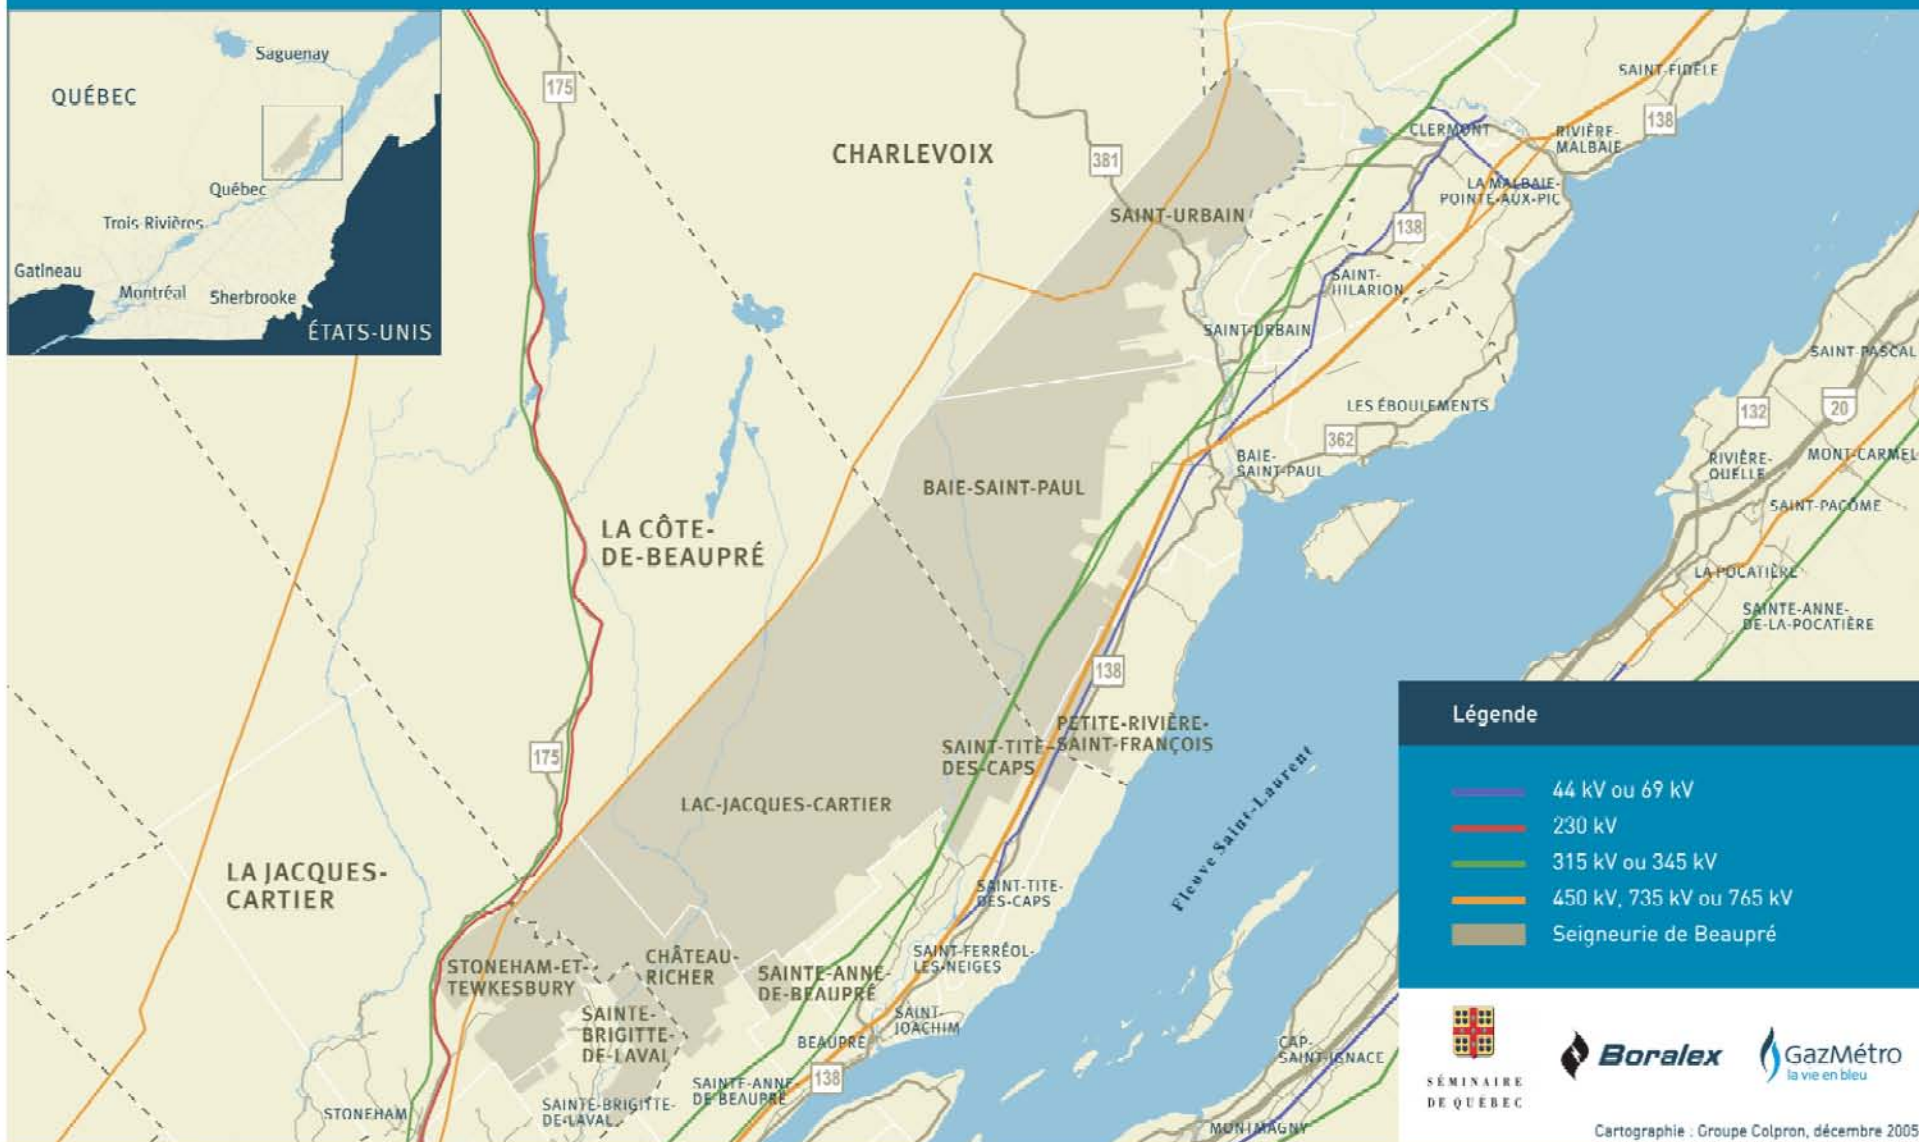 Saguenay
QUÉBEC
Québec
Trois-Rivières
Gatineau
Montréal
Sherbrooke
ÉTATS-UNIS
175
CHARLEVOIX
381
SAINT-URBAIN
SAINT-FIDÈLE
138
CLERMONT
RIVIÈRE-
MALBAIE
LA MALBAIE-
POINTE-AUX-PIC
138
SAINT-
HILARION
SAINT-URBAIN
LES ÉBOULEMENTS
362
BAIE-
SAINT-PAUL
SAINT-PASCAL
132
20
RIVIÈRE-
OUELLE
MONT-CARMEL
SAINT-PACÔME
LA POCATIÈRE
SAINTE-ANNE-
DE-LA-POCATIÈRE
BAIE-SAINT-PAUL
LA CÔTE-
DE-BEAUPRÉ
138
PETITE-RIVIÈRE-
SAINT-FRANÇOIS
SAINT-TITE-
DES-CAPS
175
LAC-JACQUES-CARTIER
LA JACQUES-
CARTIER
SAINT-TITE-
DES-CAPS
Fleuve Saint-Laurent
SAINT-FERRÉOL-
LES-NEIGES
STONEHAM-ET-
TEWKESBURY
CHÂTEAU-
RICHER
SAINTE-ANNE-
DE-BEAUPRÉ
SAINTE-
BRIGITTE-
DE-LAVAL
SAINT-
JOACHIM
BEAUPRÉ
138
SAINTE-ANNE-
DE BEAUPRÉ
SAINTE-BRIGITTE-
DE-LAVAL
STONEHAM
CAP-
SAINT-IGNACE
MONTMAGNY
Légende
44 kV ou 69 kV
230 kV
315 kV ou 345 kV
450 kV, 735 kV ou 765 kV
Seigneurie de Beaupré
SÉMINAIRE
DE QUÉBEC
Boralex
GazMétro
la vie en bleu
Cartographie : Groupe Colpron, décembre 2005